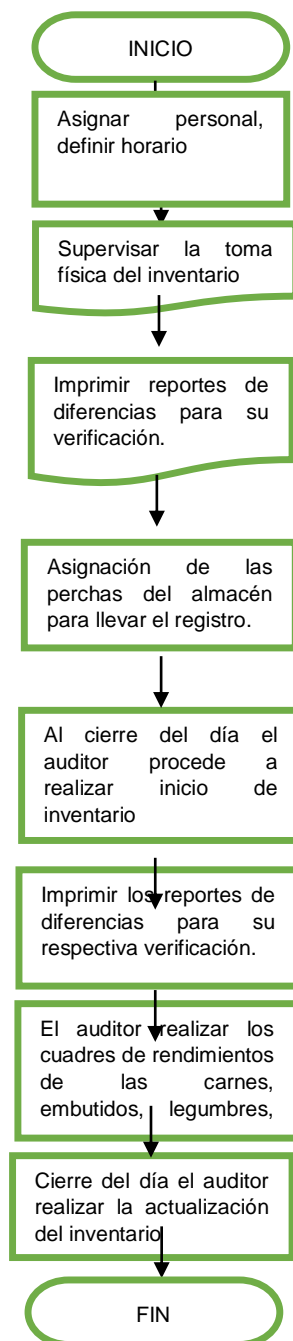 INICIO
Asignar personal,
definir horario
Supervisar la toma
física del inventario
Imprimir reportes de
diferencias para su
verificación.
Asignación de las
perchas del almacén
para llevar el registro.
Al cierre del día el
auditor procede a
realizar inicio de
inventario
Imprimir los reportes de
diferencias para su
respectiva verificación.
El auditor realizar los
cuadres de rendimientos
de las carnes,
embutidos, legumbres,
Cierre del día el auditor
realizar la actualización
del inventario
FIN